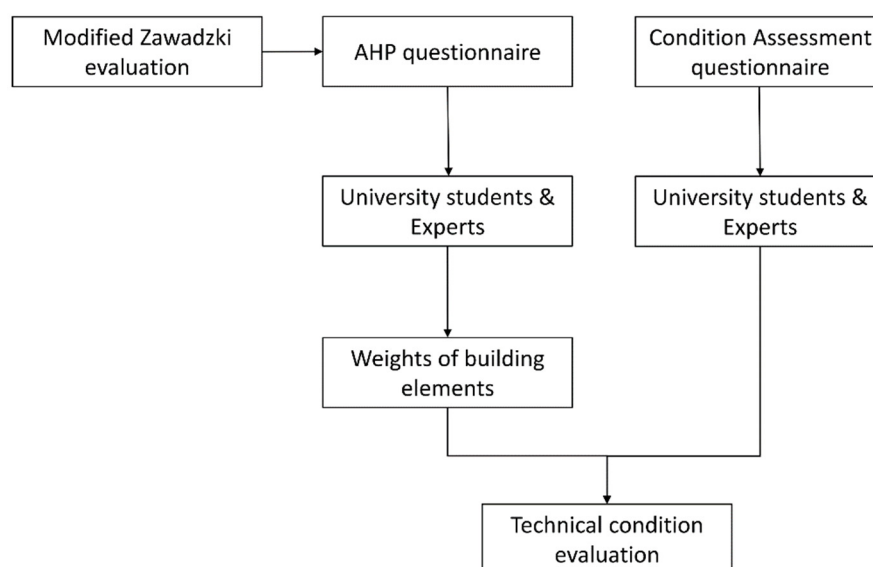 Modified Zawadzki
evaluation
AHP questionnaire
Condition Assessment
questionnaire
University students &
Experts
University students &
Experts
Weights of building
elements
Technical condition
evaluation